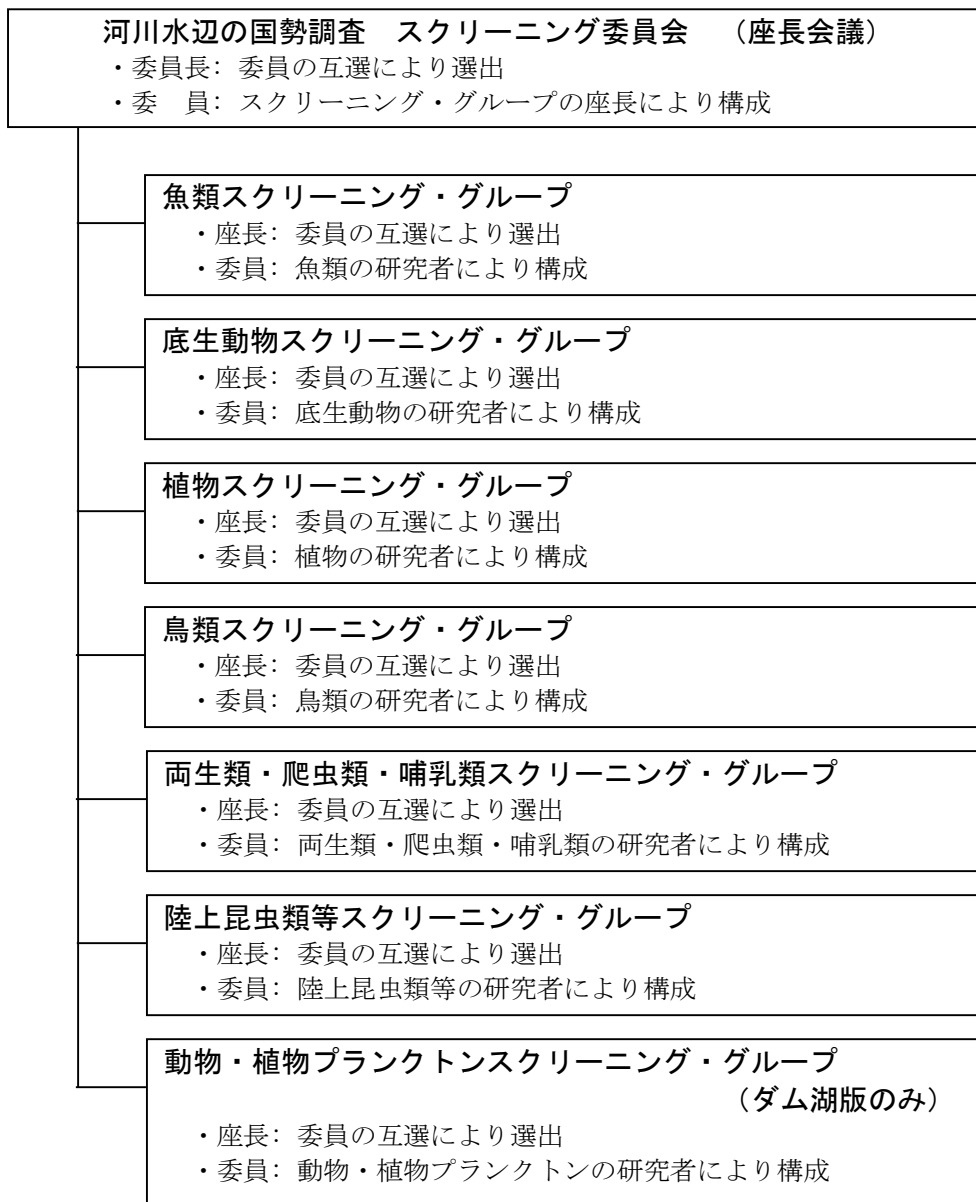 河川水辺の国勢調査　スクリーニング委員会　（座長会議）
・委員長：委員の互選により選出
・委　員：スクリーニング・グループの座長により構成
魚類スクリーニング・グループ
・座長：委員の互選により選出
・委員：魚類の研究者により構成
底生動物スクリーニング・グループ
・座長：委員の互選により選出
・委員：底生動物の研究者により構成
植物スクリーニング・グループ
・座長：委員の互選により選出
・委員：植物の研究者により構成
鳥類スクリーニング・グループ
・座長：委員の互選により選出
・委員：鳥類の研究者により構成
両生類・爬虫類・哺乳類スクリーニング・グループ
・座長：委員の互選により選出
・委員：両生類・爬虫類・哺乳類の研究者により構成
陸上昆虫類等スクリーニング・グループ
・座長：委員の互選により選出
・委員：陸上昆虫類等の研究者により構成
動物・植物プランクトンスクリーニング・グループ
（ダム湖版のみ）
・座長：委員の互選により選出
・委員：動物・植物プランクトンの研究者により構成